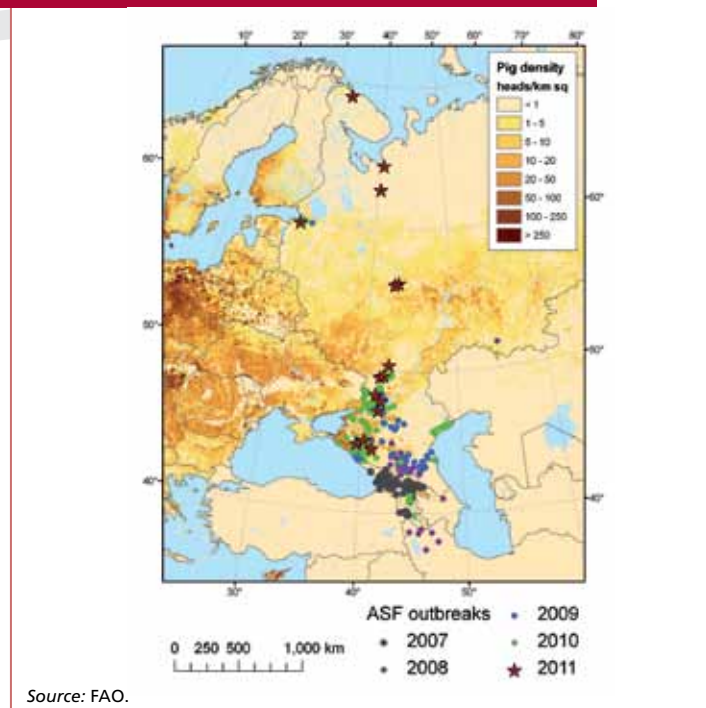 10° 20° 30° 40° 50° 60° 70° 80°
Pig density
heads/km sq
< 1
1 - 5
5 - 10
10 - 20
20 - 50
50 - 100
100 - 250
> 250
60° 60°
50° 50°
40° 40°
30° 40° 50°
ASF outbreaks
2007
2008
2009
2010
2011
0 250 500 1,000 km
Source: FAO.